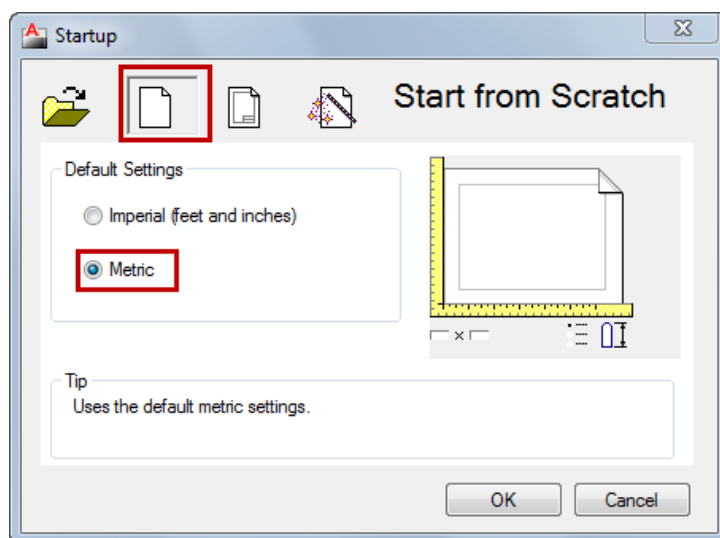 Startup
Start from Scratch
Default Settings
Imperial (feet and inches)
Metric
Tip
Uses the default metric settings.
OK
Cancel